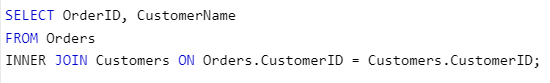 SELECT OrderID, CustomerName
FROM Orders
INNER JOIN Customers ON Orders.CustomerID = Customers.CustomerID;